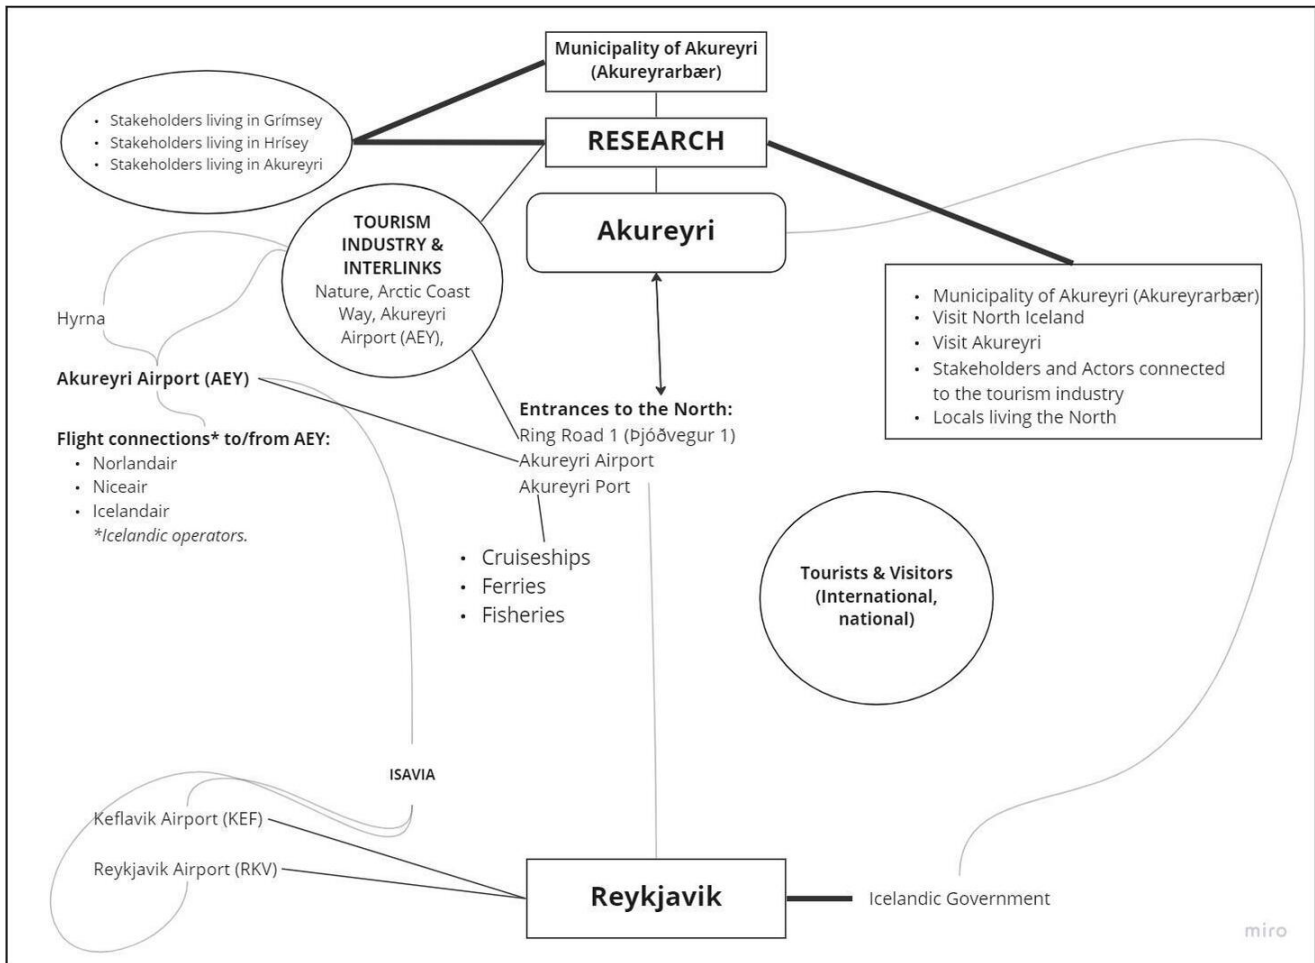 Municipality of Akureyri
(Akureyrarbær)
• Stakeholders living in Grímsey
• Stakeholders living in Hrísey
• Stakeholders living in Akureyri
RESEARCH
TOURISM
INDUSTRY &
INTERLINKS
Nature, Arctic Coast
Way, Akureyri
Airport (AEY),
Akureyri
• Municipality of Akureyri (Akureyrarbær)
• Visit North Iceland
• Visit Akureyri
• Stakeholders and Actors connected
to the tourism industry
• Locals living the North
Hyrna
Akureyri Airport (AEY)
Flight connections* to/from AEY:
• Norlandair
• Niceair
• Icelandair
*Icelandic operators.
Entrances to the North:
Ring Road 1 (Þjóðvegur 1)
Akureyri Airport
Akureyri Port
• Cruiseships
• Ferries
• Fisheries
Tourists & Visitors
(International,
national)
ISAVIA
Keflavik Airport (KEF)
Reykjavik Airport (RKV)
Reykjavik
Icelandic Government
miro